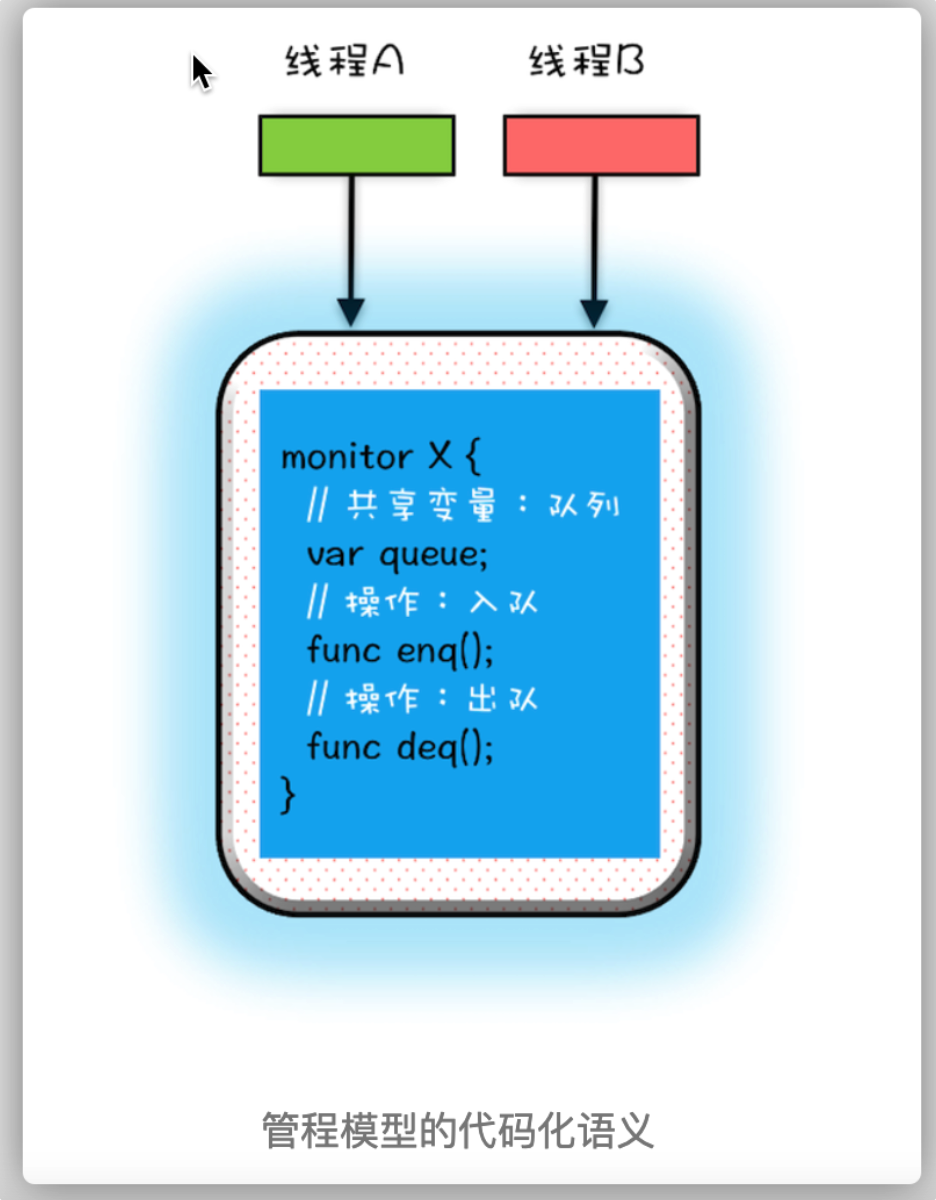 线程A 线程B
monitor X {
// 共享变量：队列
var queue;
// 操作：入队
func enq();
// 操作：出队
func deq();
}
管程模型的代码化语义